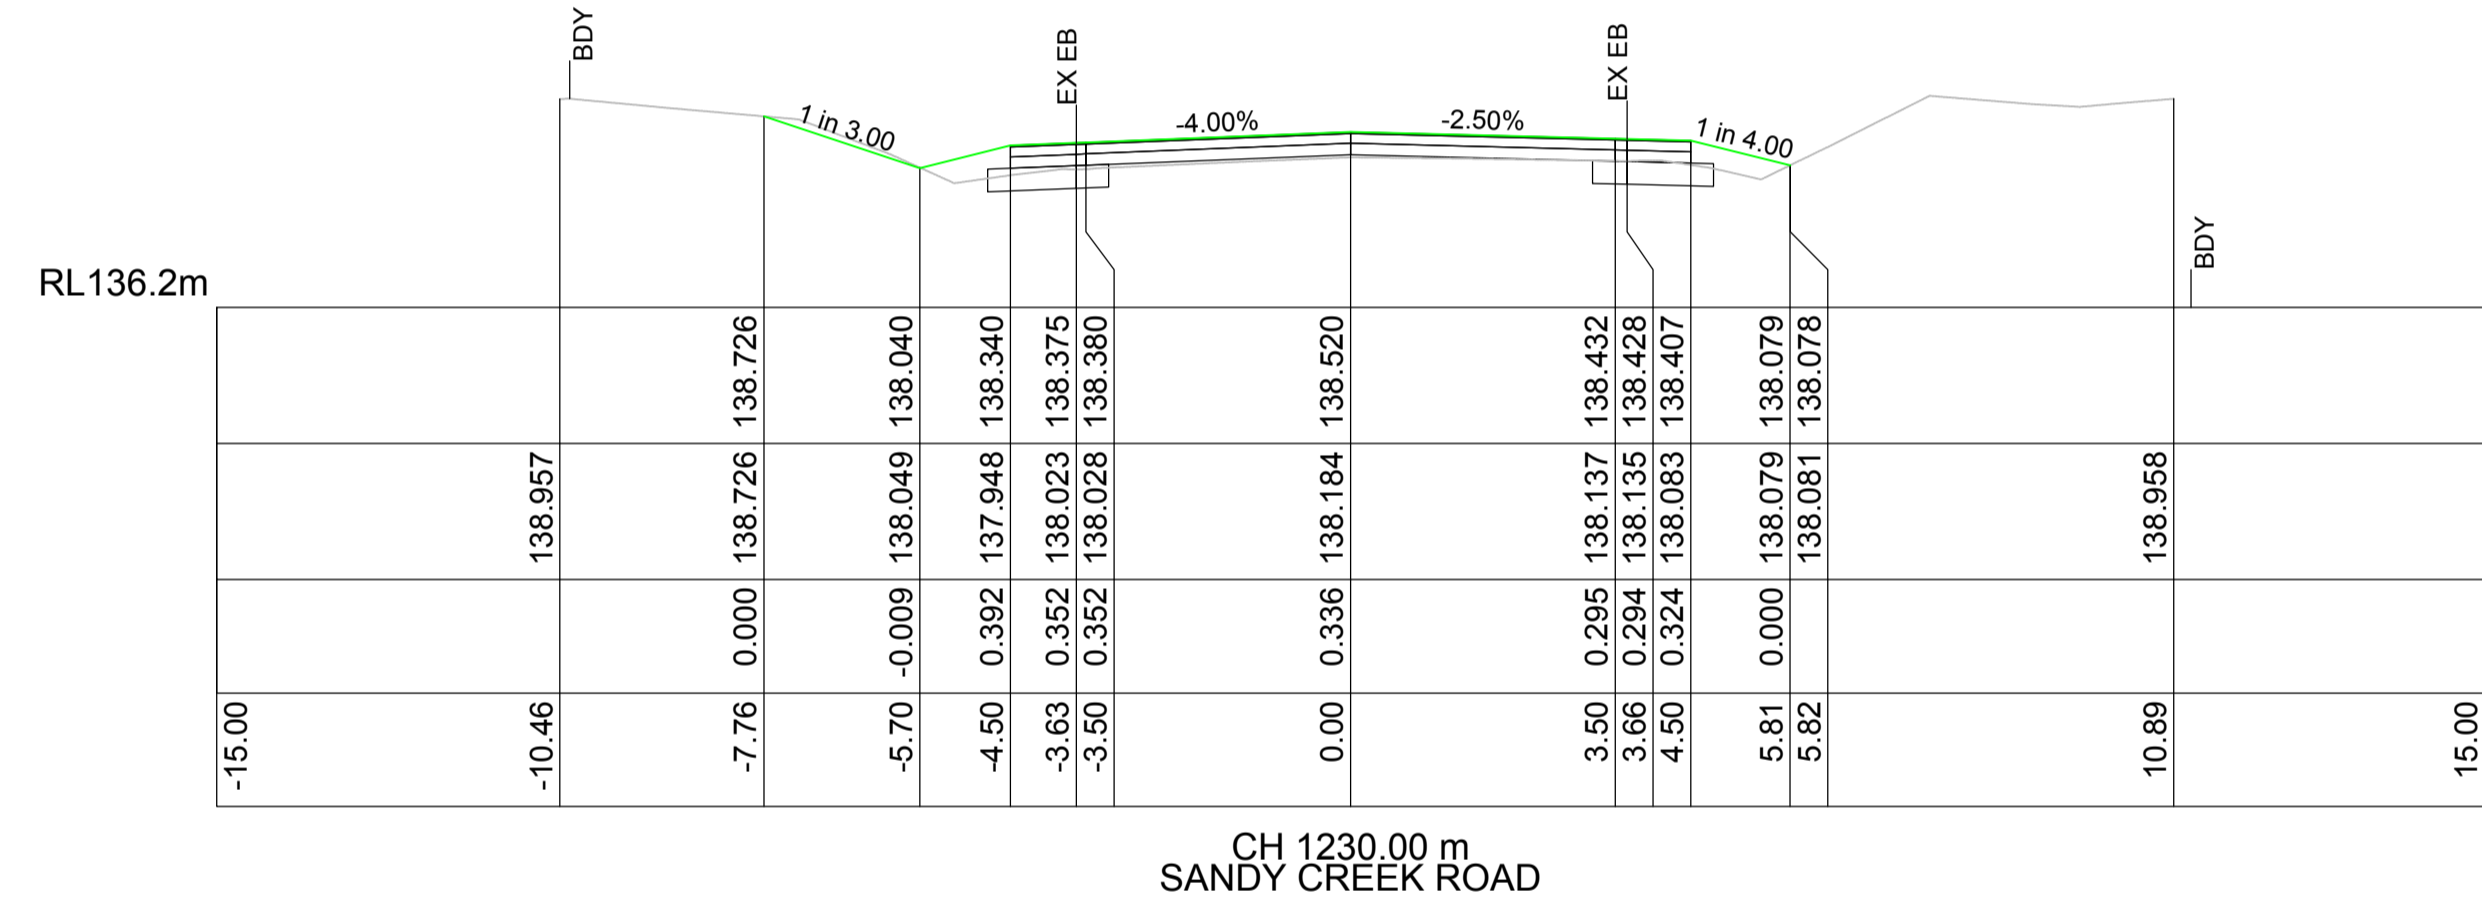 BDY
EX EB
EX EB
1 in 3.00
-4.00%
-2.50%
1 in 4.00
BDY
RL136.2m
138.726 138.040 138.340 138.375 138.380 138.520 138.432 138.428 138.407 138.079 138.078
138.957 138.726 138.049 137.948 138.023 138.028 138.184 138.137 138.135 138.083 138.079 138.081 138.958
0.000 -0.009 0.392 0.352 0.352 0.336 0.295 0.294 0.324 0.000
-15.00 -10.46 -7.76 -5.70 -4.50 -3.63 -3.50 0.00 3.50 3.66 4.50 5.81 5.82 10.89 15.00
CH 1230.00 m
SANDY CREEK ROAD